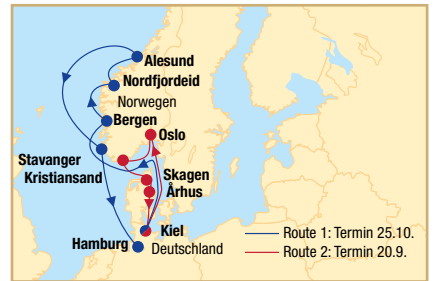 Alesund
Nordfjordeid
Norwegen
Bergen
Oslo
Stavanger
Kristiansand
Skagen
Århus
Kiel
Hamburg
Deutschland
Route 1: Termin 25.10.
Route 2: Termin 20.9.